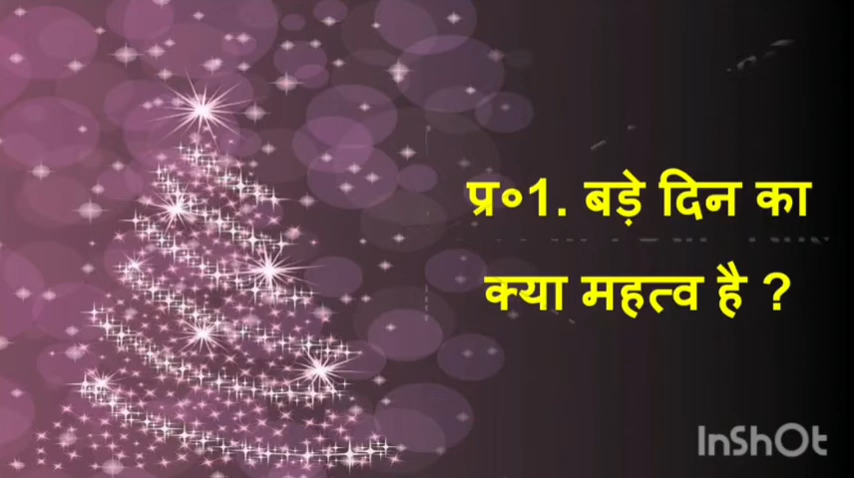 प्र०1. बड़े दिन का
क्या महत्व है ?
InShOt